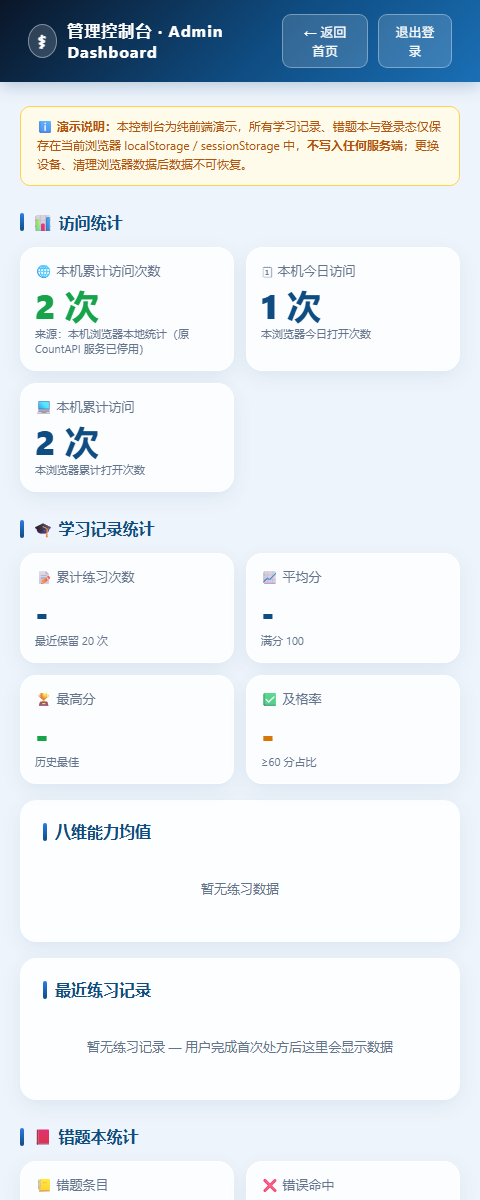 管理控制台 · Admin
Dashboard
← 返回
首页
退出登
录
演示说明：本控制台为纯前端演示，所有学习记录、错题本与登录态仅保
存在当前浏览器 localStorage / sessionStorage 中，不写入任何服务端；更换
设备、清理浏览器数据后数据不可恢复。
访问统计
本机累计访问次数
2 次
来源：本机浏览器本地统计（原
CountAPI 服务已停用）
本机今日访问
1 次
本浏览器今日打开次数
本机累计访问
2 次
本浏览器累计打开次数
学习记录统计
累计练习次数
-
最近保留 20 次
平均分
-
满分 100
最高分
-
历史最佳
及格率
-
≥60 分占比
八维能力均值
暂无练习数据
最近练习记录
暂无练习记录 — 用户完成首次处方后这里会显示数据
错题本统计
错题条目
错误命中